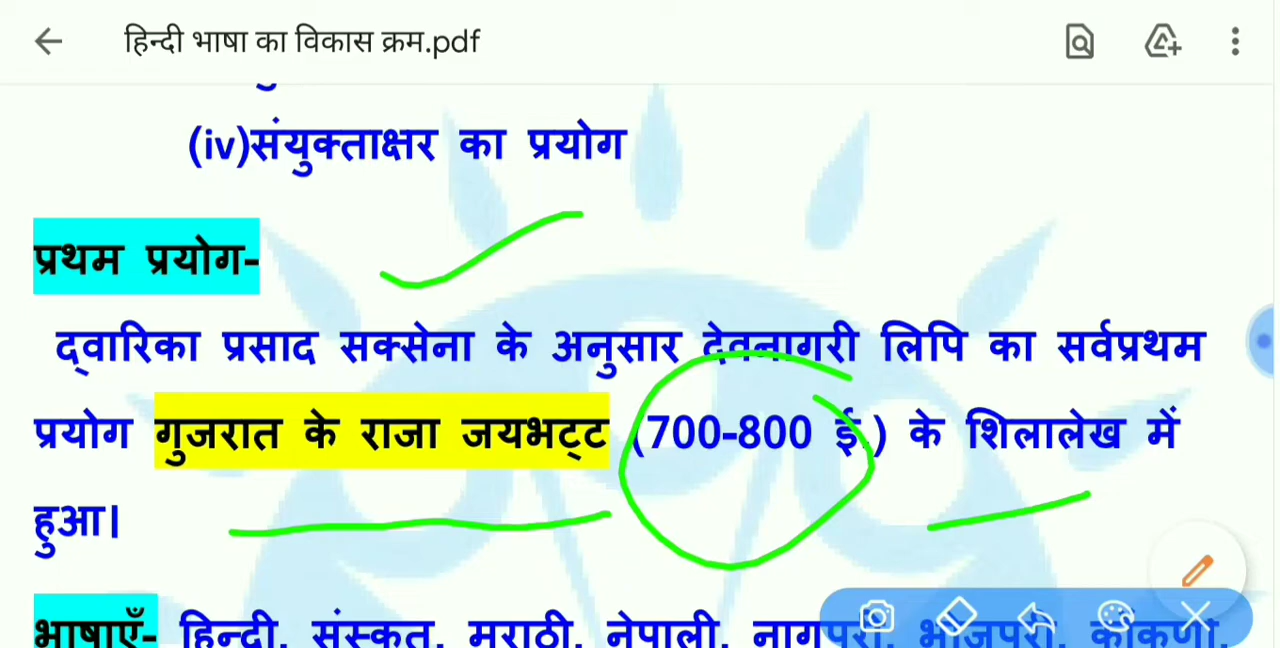 हिन्दी भाषा का विकास क्रम.pdf
(iv)संयुक्ताक्षर का प्रयोग
प्रथम प्रयोग-
द्वारिका प्रसाद सक्सेना के अनुसार देवनागरी लिपि का सर्वप्रथम
प्रयोग गुजरात के राजा जयभट्ट (700-800 ई.) के शिलालेख में
हुआ।
भाषाएँ- हिन्दी, संस्कृत, मराठी, नेपाली, नागपुरी, भोजपुरी, कोंकणी,